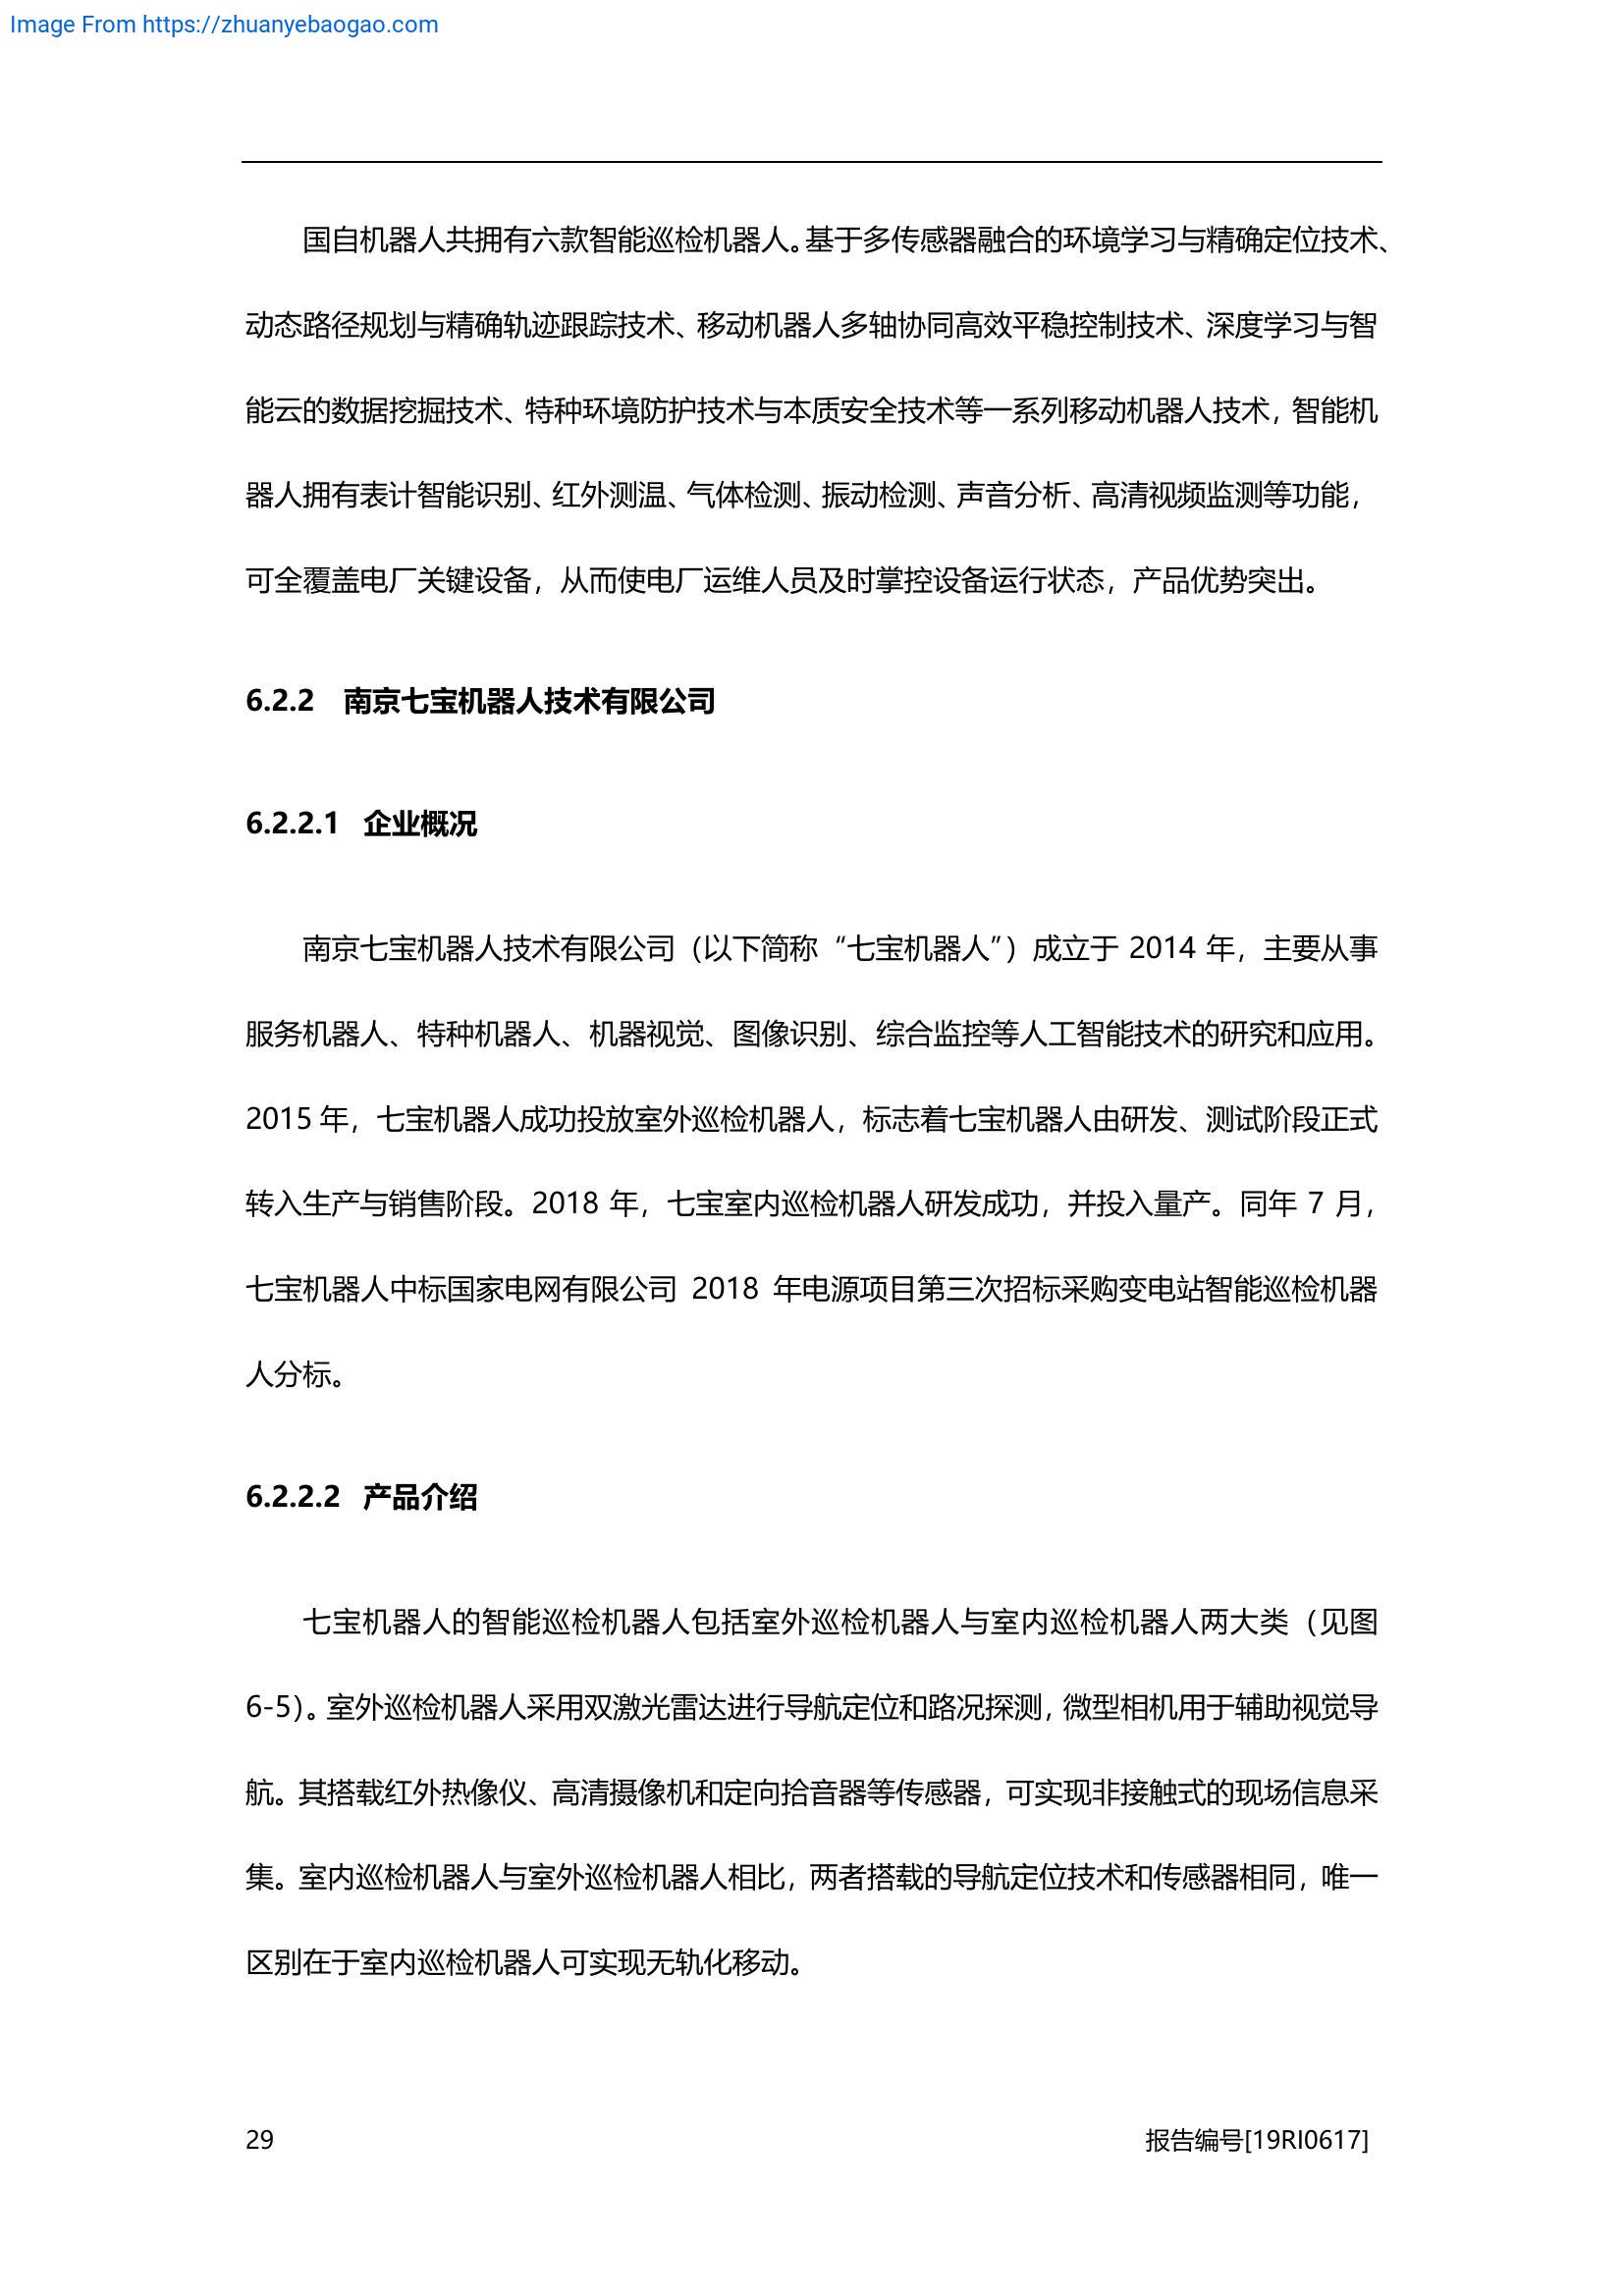 Image From https://zhuanyebaogao.com
国自机器人共拥有六款智能巡检机器人。基于多传感器融合的环境学习与精确定位技术、
动态路径规划与精确轨迹跟踪技术、移动机器人多轴协同高效平稳控制技术、深度学习与智
能云的数据挖掘技术、特种环境防护技术与本质安全技术等一系列移动机器人技术，智能机
器人拥有表计智能识别、红外测温、气体检测、振动检测、声音分析、高清视频监测等功能，
可全覆盖电厂关键设备，从而使电厂运维人员及时掌控设备运行状态，产品优势突出。
6.2.2 南京七宝机器人技术有限公司
6.2.2.1 企业概况
南京七宝机器人技术有限公司（以下简称“七宝机器人”）成立于 2014 年，主要从事
服务机器人、特种机器人、机器视觉、图像识别、综合监控等人工智能技术的研究和应用。
2015 年，七宝机器人成功投放室外巡检机器人，标志着七宝机器人由研发、测试阶段正式
转入生产与销售阶段。2018 年，七宝室内巡检机器人研发成功，并投入量产。同年 7 月，
七宝机器人中标国家电网有限公司 2018 年电源项目第三次招标采购变电站智能巡检机器
人分标。
6.2.2.2 产品介绍
七宝机器人的智能巡检机器人包括室外巡检机器人与室内巡检机器人两大类（见图
6-5）。室外巡检机器人采用双激光雷达进行导航定位和路况探测，微型相机用于辅助视觉导
航。其搭载红外热像仪、高清摄像机和定向拾音器等传感器，可实现非接触式的现场信息采
集。室内巡检机器人与室外巡检机器人相比，两者搭载的导航定位技术和传感器相同，唯一
区别在于室内巡检机器人可实现无轨化移动。
29 报告编号[19RI0617]